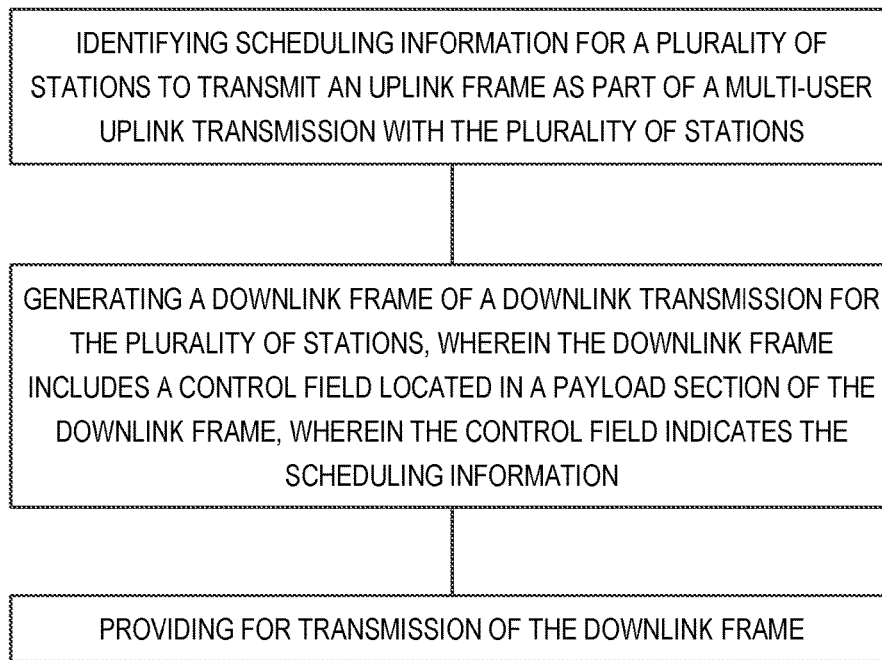 IDENTIFYING SCHEDULING INFORMATION FOR A PLURALITY OF
STATIONS TO TRANSMIT AN UPLINK FRAME AS PART OF A MULTI-USER
UPLINK TRANSMISSION WITH THE PLURALITY OF STATIONS
GENERATING A DOWNLINK FRAME OF A DOWNLINK TRANSMISSION FOR
THE PLURALITY OF STATIONS, WHEREIN THE DOWNLINK FRAME
INCLUDES A CONTROL FIELD LOCATED IN A PAYLOAD SECTION OF THE
DOWNLINK FRAME, WHEREIN THE CONTROL FIELD INDICATES THE
SCHEDULING INFORMATION
PROVIDING FOR TRANSMISSION OF THE DOWNLINK FRAME